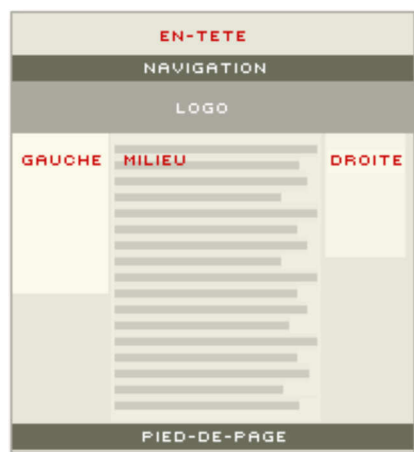 EN-TETE
NAVIGATION
LOGO
GAUCHE MILIEU DROITE
PIED-DE-PAGE